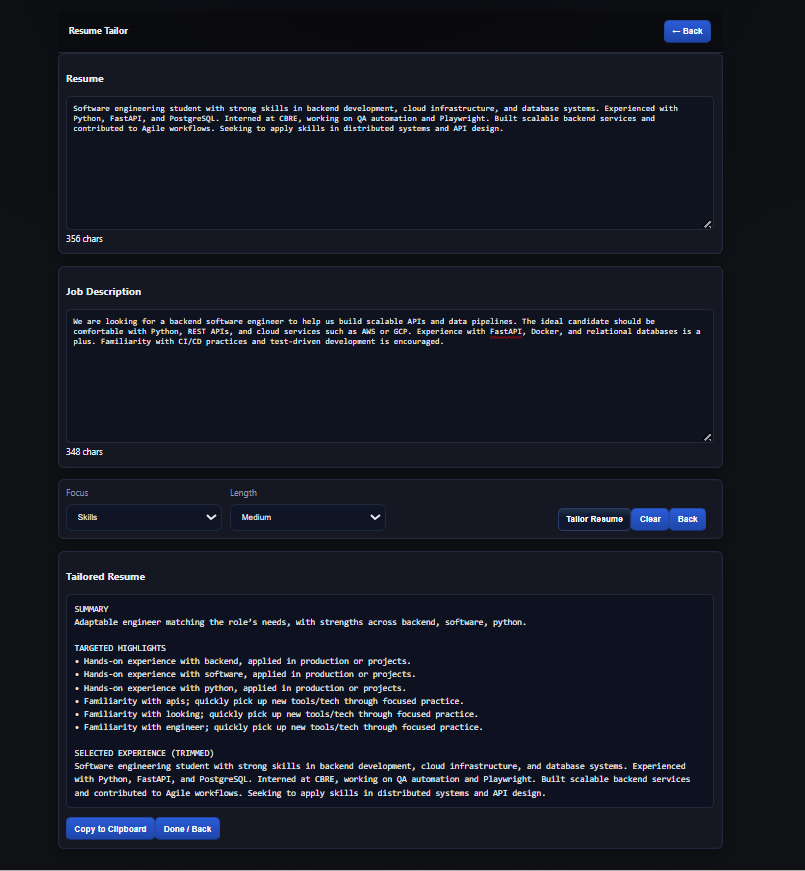 Resume Tailor
← Back
Resume
Software engineering student with strong skills in backend development, cloud infrastructure, and database systems. Experienced with
Python, FastAPI, and PostgreSQL. Interned at CBRE, working on QA automation and Playwright. Built scalable backend services and
contributed to Agile workflows. Seeking to apply skills in distributed systems and API design.
356 chars
Job Description
We are looking for a backend software engineer to help us build scalable APIs and data pipelines. The ideal candidate should be
comfortable with Python, REST APIs, and cloud services such as AWS or GCP. Experience with FastAPI, Docker, and relational databases is a
plus. Familiarity with CI/CD practices and test-driven development is encouraged.
348 chars
Focus Length
Skills Medium Tailor Resume Clear Back
Tailored Resume
SUMMARY
Adaptable engineer matching the role's needs, with strengths across backend, software, python.
TARGETED HIGHLIGHTS
• Hands-on experience with backend, applied in production or projects.
• Hands-on experience with software, applied in production or projects.
• Hands-on experience with python, applied in production or projects.
• Familiarity with apis; quickly pick up new tools/tech through focused practice.
• Familiarity with looking; quickly pick up new tools/tech through focused practice.
• Familiarity with engineer; quickly pick up new tools/tech through focused practice.
SELECTED EXPERIENCE (TRIMMED)
Software engineering student with strong skills in backend development, cloud infrastructure, and database systems. Experienced
with Python, FastAPI, and PostgreSQL. Interned at CBRE, working on QA automation and Playwright. Built scalable backend services
and contributed to Agile workflows. Seeking to apply skills in distributed systems and API design.
Copy to Clipboard Done / Back